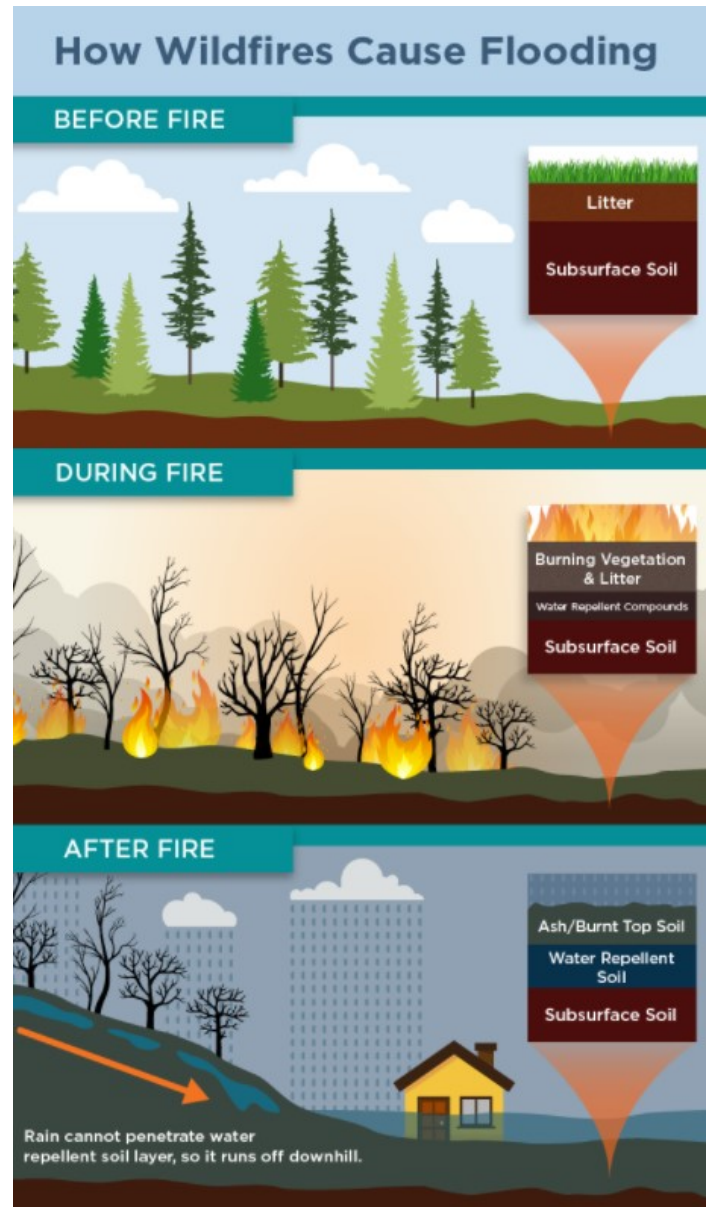 How Wildfires Cause Flooding
BEFORE FIRE
Litter
Subsurface Soil
DURING FIRE
Burning Vegetation
& Litter
Water Repellent Compounds
Subsurface Soil
AFTER FIRE
Ash/Burnt Top Soil
Water Repellent
Soil
Subsurface Soil
Rain cannot penetrate water
repellent soil layer, so it runs off downhill.